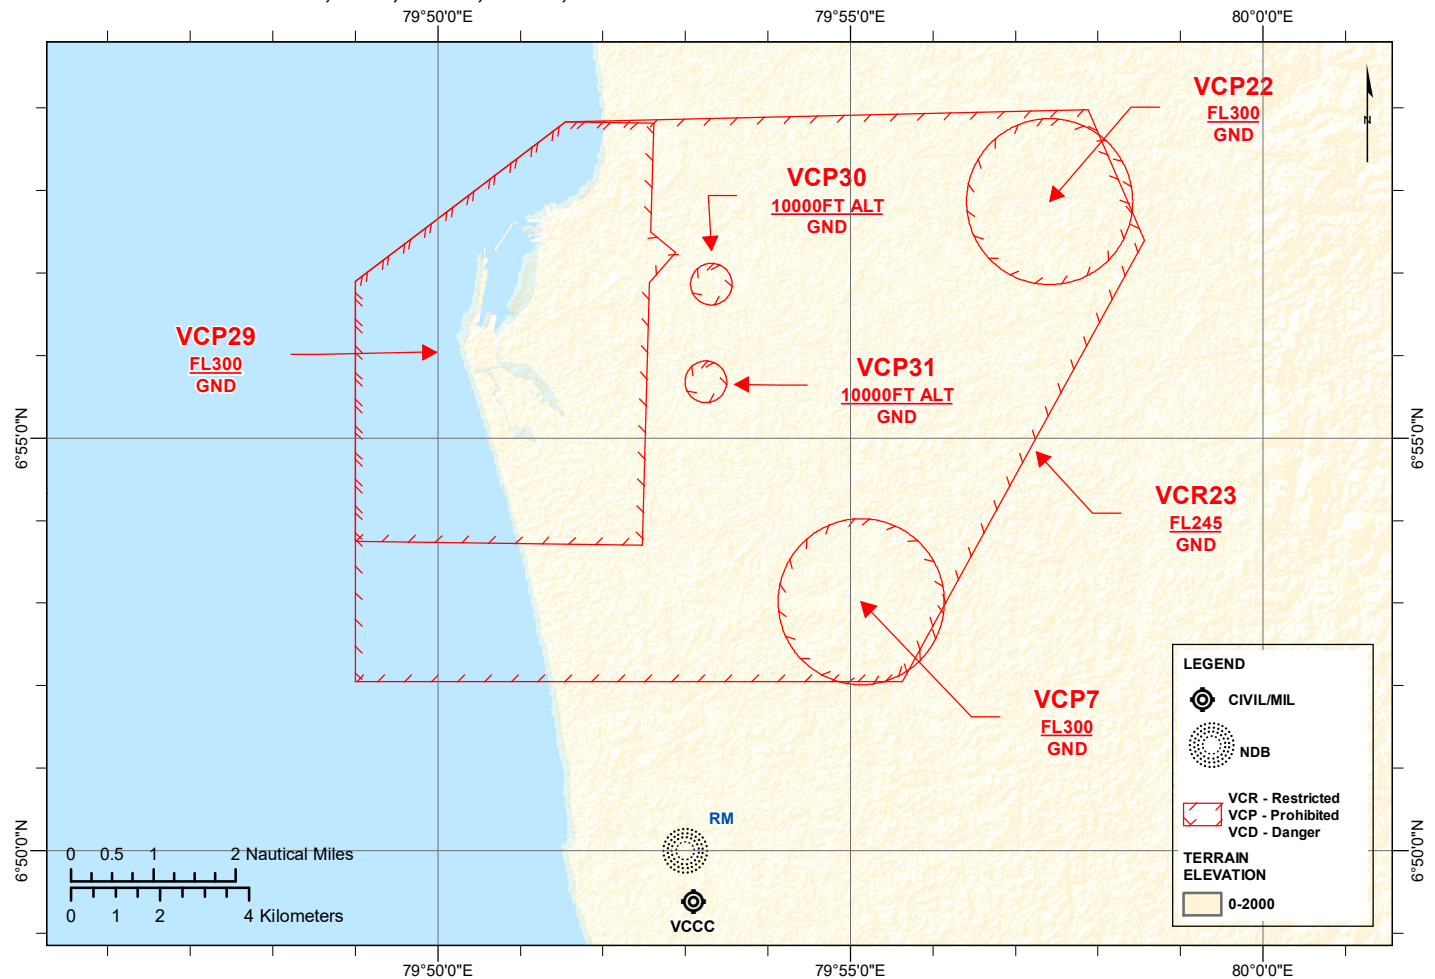 79°50'0"E
79°55'0"E
80°0'0"E
VCP22
FL300
GND
N
VCP30
10000FT ALT
GND
VCP29
FL300
GND
VCP31
10000FT ALT
GND
6°55'0"N
6°55'0"N
VCR23
FL245
GND
VCP7
FL300
GND
LEGEND
CIVIL/MIL
NDB
VCR - Restricted
VCP - Prohibited
VCD - Danger
TERRAIN
ELEVATION
0-2000
RM
VCCC
6°50'0"N
6°50'0"N
0 0.5 1 2 Nautical Miles
0 1 2 4 Kilometers
79°50'0"E
79°55'0"E
80°0'0"E